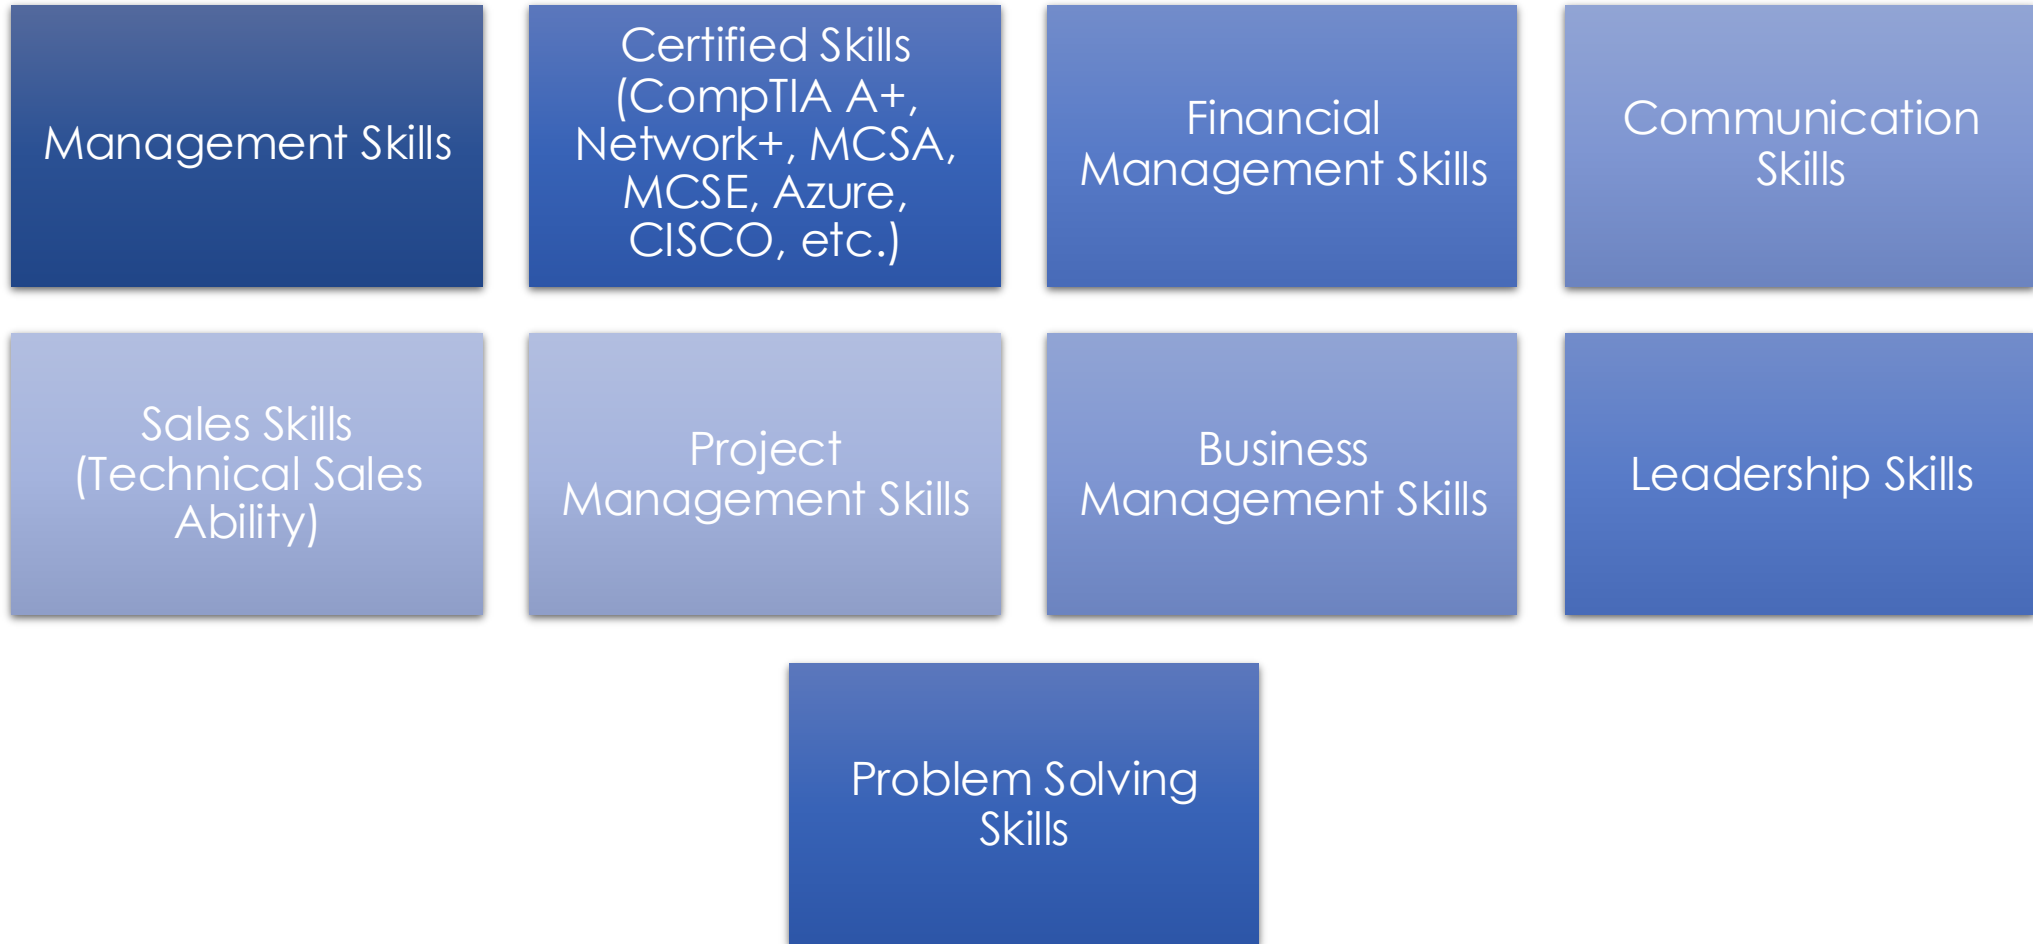 Management Skills
Certified Skills
(CompTIA A+,
Network+, MCSA,
MCSE, Azure,
CISCO, etc.)
Financial
Management Skills
Communication
Skills
Sales Skills
(Technical Sales
Ability)
Project
Management Skills
Business
Management Skills
Leadership Skills
Problem Solving
Skills